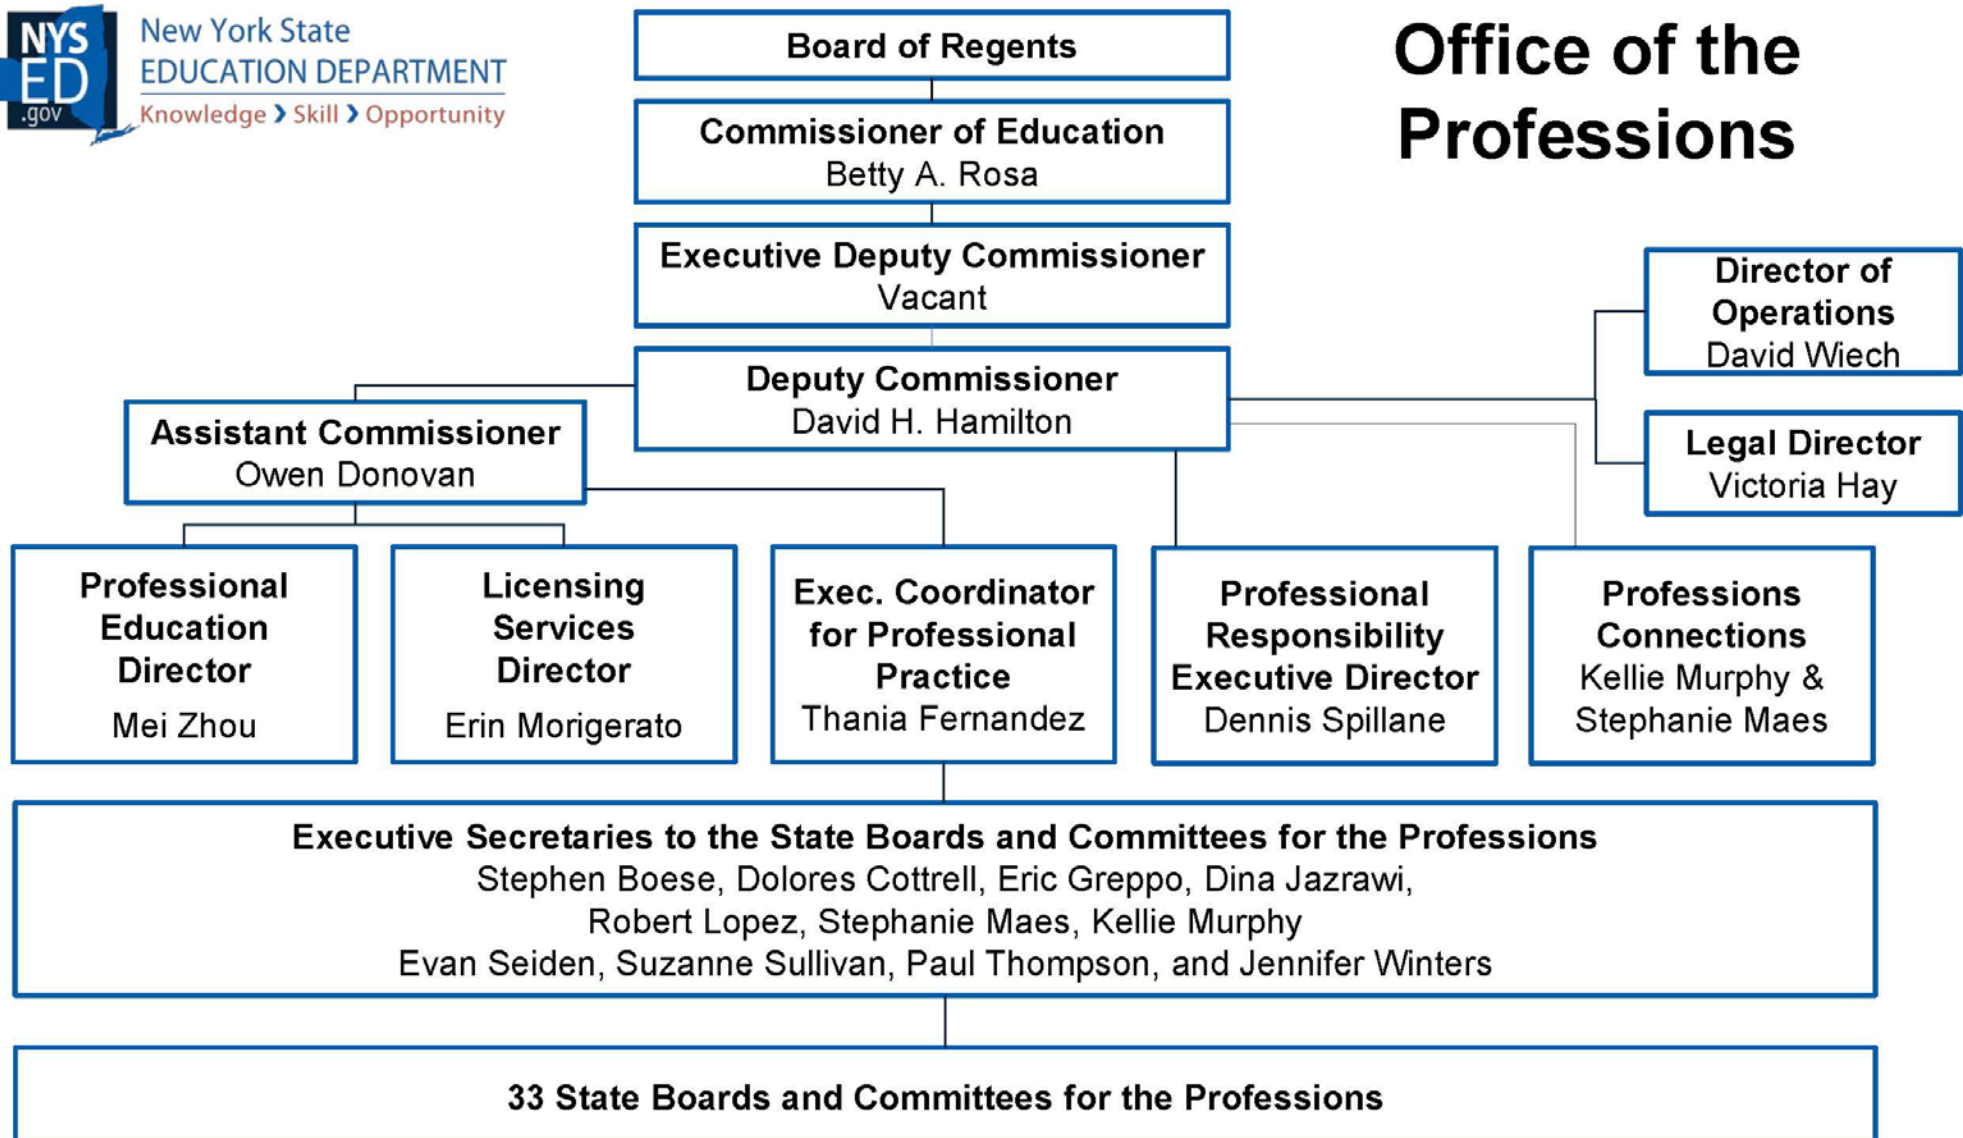 NYS
ED
.gov
New York State
EDUCATION DEPARTMENT
Knowledge › Skill › Opportunity
Office of the
Professions
Board of Regents
Commissioner of Education
Betty A. Rosa
Executive Deputy Commissioner
Vacant
Deputy Commissioner
David H. Hamilton
Director of
Operations
David Wiech
Legal Director
Victoria Hay
Assistant Commissioner
Owen Donovan
Professional
Education
Director
Mei Zhou
Licensing
Services
Director
Erin Morigerato
Exec. Coordinator
for Professional
Practice
Thania Fernandez
Professional
Responsibility
Executive Director
Dennis Spillane
Professions
Connections
Kellie Murphy &
Stephanie Maes
Executive Secretaries to the State Boards and Committees for the Professions
Stephen Boese, Dolores Cottrell, Eric Greppo, Dina Jazrawi,
Robert Lopez, Stephanie Maes, Kellie Murphy
Evan Seiden, Suzanne Sullivan, Paul Thompson, and Jennifer Winters
33 State Boards and Committees for the Professions